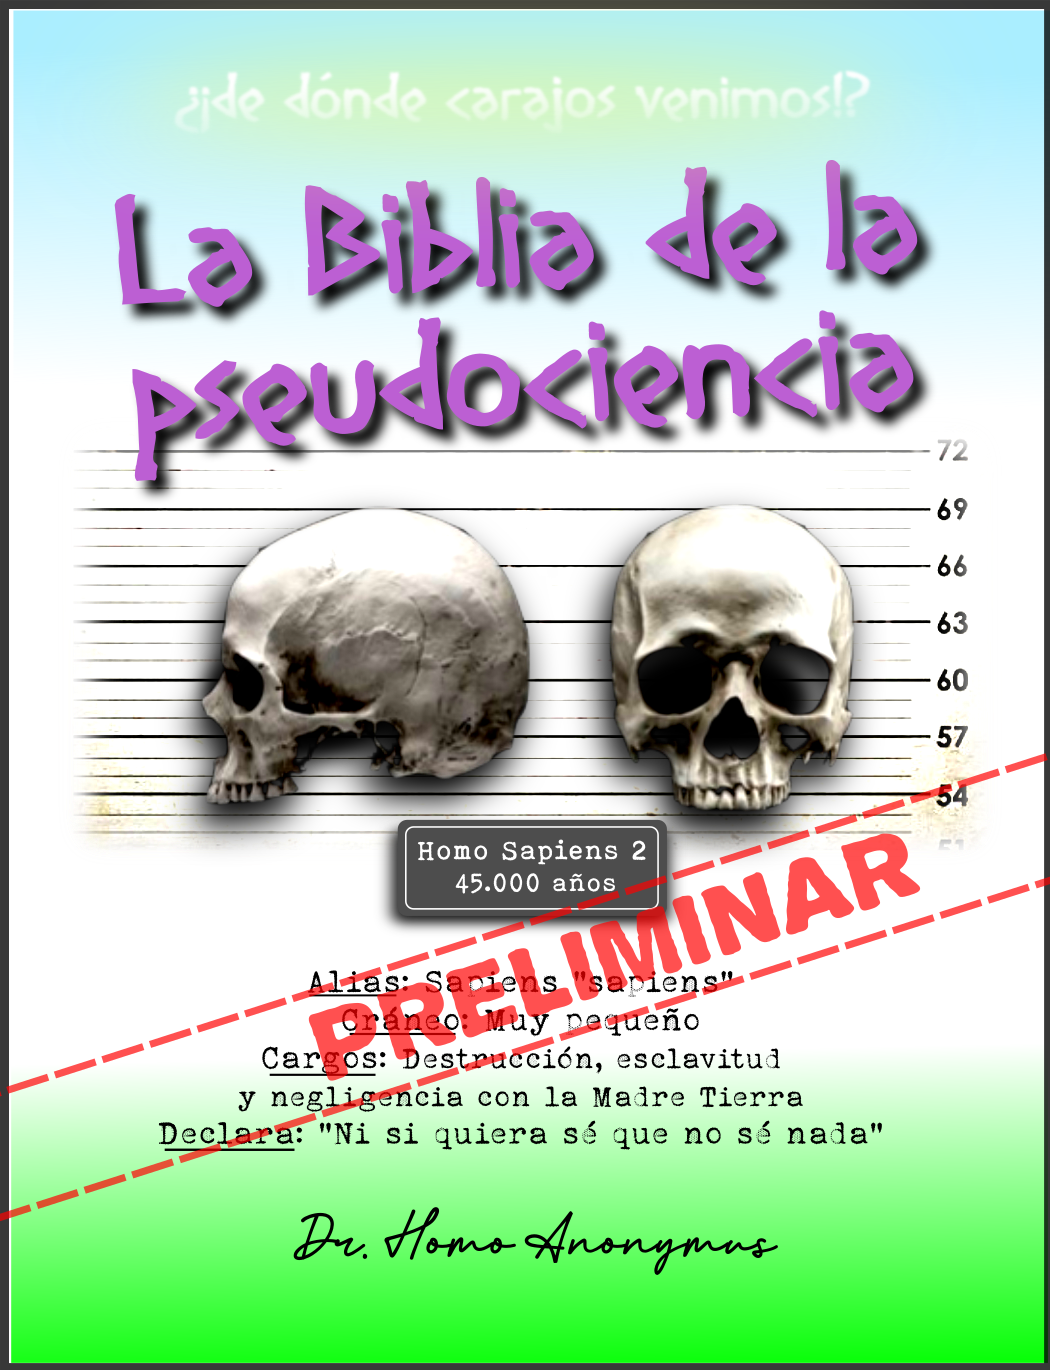 ¿¡de dónde carajos venimos!?
La Biblia de la
pseudociencia
72
69
66
63
60
57
54
51
Homo Sapiens 2
45.000 años
PRELIMINAR
Alias: Sapiens "sapiens"
Cráneo: Muy pequeño
Cargos: Destrucción, esclavitud
y negligencia con la Madre Tierra
Declara: "Ni si quiera sé que no sé nada"
Dr. Homo Anonymus